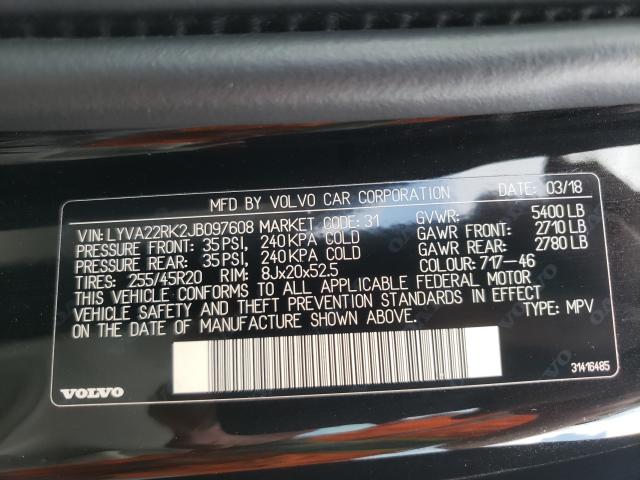 MFD BY VOLVO CAR CORPORATION DATE: 03/18
VIN: LYVA22RK2JB097608 MARKET CODE: 31 GVWR: 5400 LB
PRESSURE FRONT: 35 PSI, 240 KPA COLD GAWR FRONT: 2710 LB
PRESSURE REAR: 35 PSI, 240 KPA COLD GAWR REAR: 2780 LB
TIRES: 255/45R20 RIM: 8Jx20x52.5 COLOUR: 717-46
THIS VEHICLE CONFORMS TO ALL APPLICABLE FEDERAL MOTOR
VEHICLE SAFETY AND THEFT PREVENTION STANDARDS IN EFFECT
ON THE DATE OF MANUFACTURE SHOWN ABOVE. TYPE: MPV
VOLVO 31416485